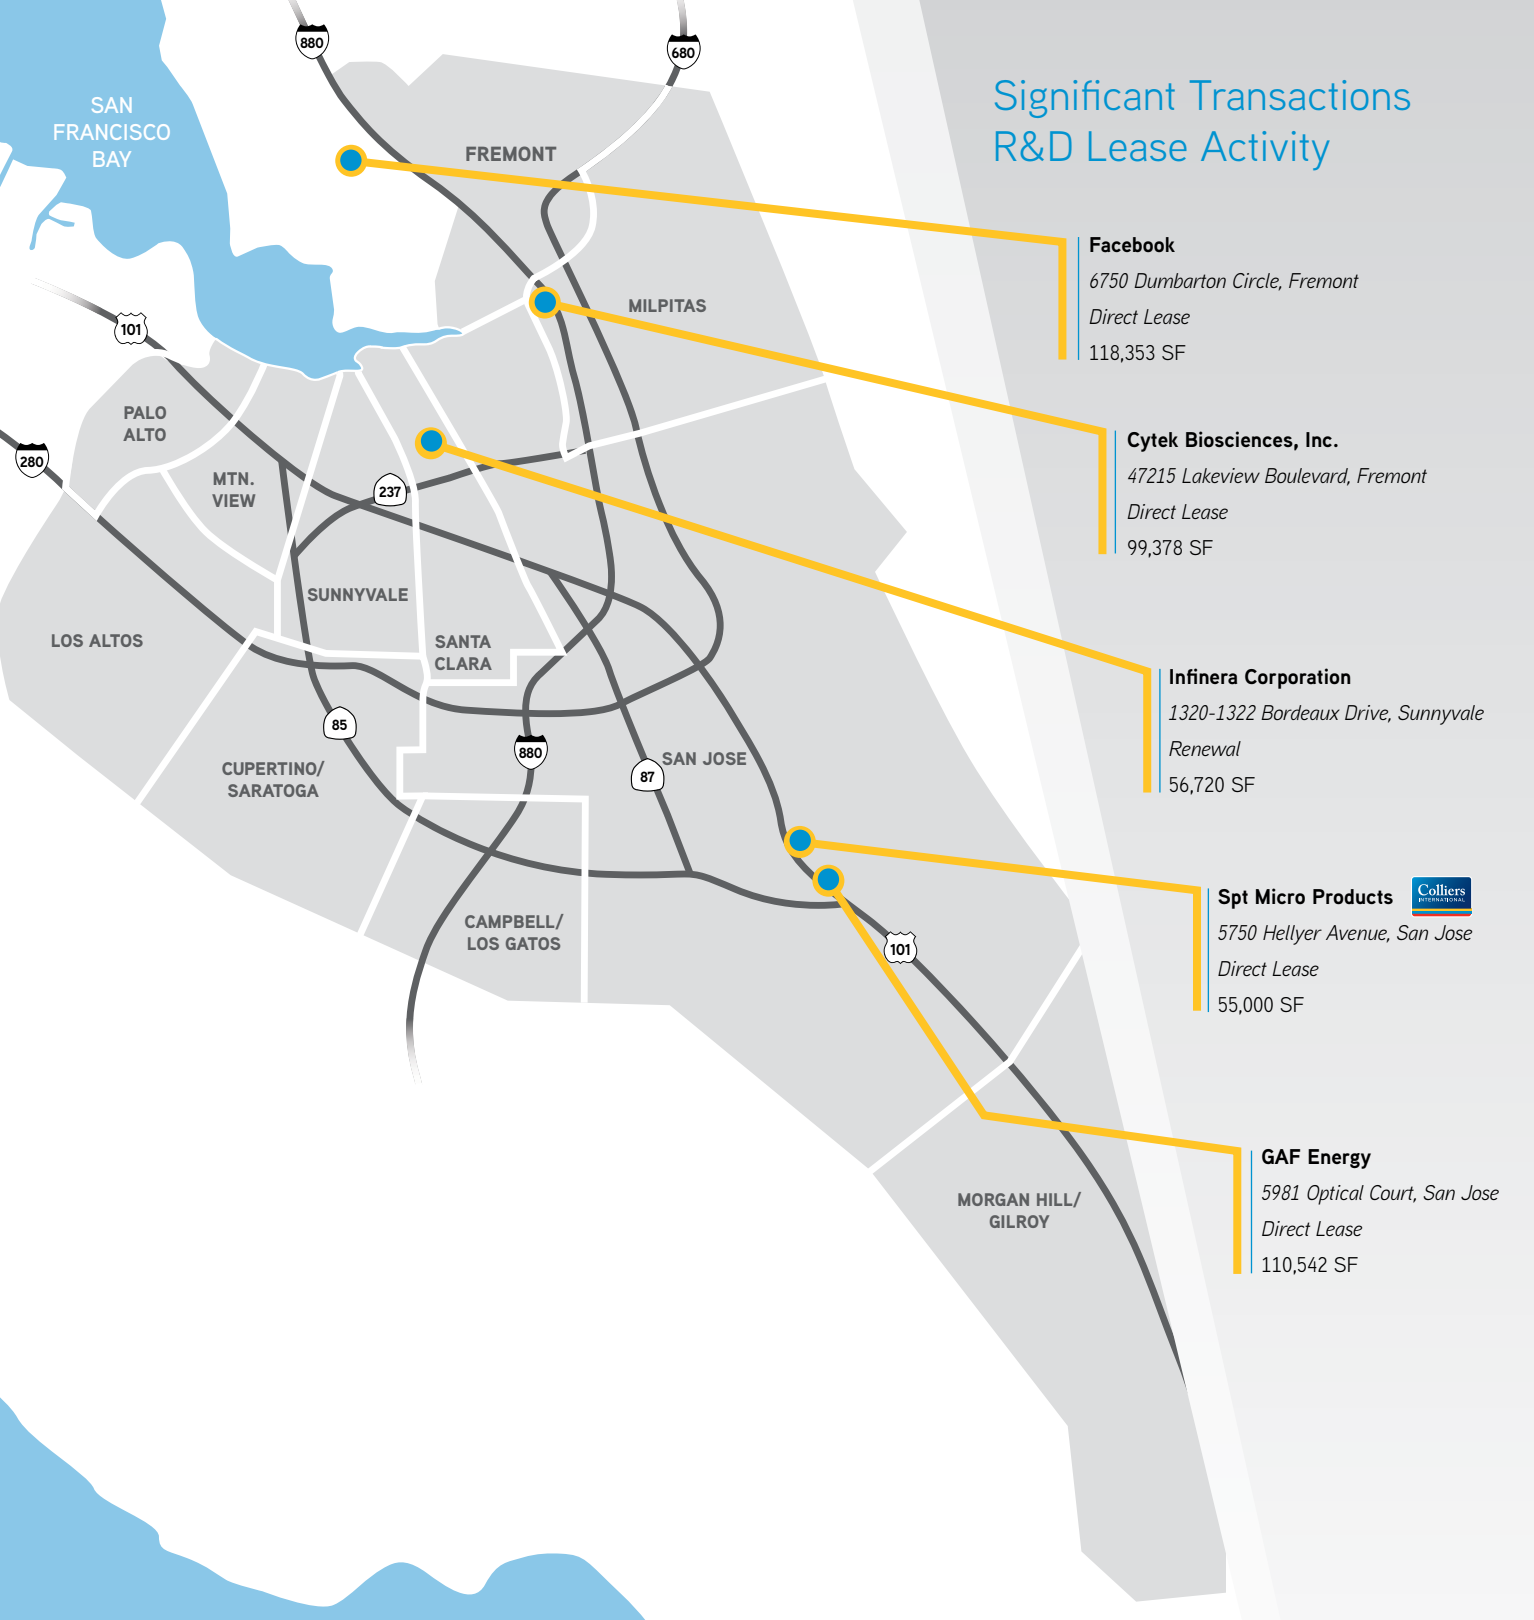 Significant Transactions
R&D Lease Activity
880
680
SAN
FRANCISCO
BAY
FREMONT
Facebook
6750 Dumbarton Circle, Fremont
Direct Lease
118,353 SF
MILPITAS
101
PALO
ALTO
280
MTN.
VIEW
237
Cytek Biosciences, Inc.
47215 Lakeview Boulevard, Fremont
Direct Lease
99,378 SF
SUNNYVALE
LOS ALTOS
SANTA
CLARA
Infinera Corporation
1320-1322 Bordeaux Drive, Sunnyvale
Renewal
56,720 SF
85
880
87
SAN JOSE
CUPERTINO/
SARATOGA
Spt Micro Products
Colliers
INTERNATIONAL
5750 Hellyer Avenue, San Jose
Direct Lease
55,000 SF
CAMPBELL/
LOS GATOS
101
GAF Energy
5981 Optical Court, San Jose
Direct Lease
110,542 SF
MORGAN HILL/
GILROY